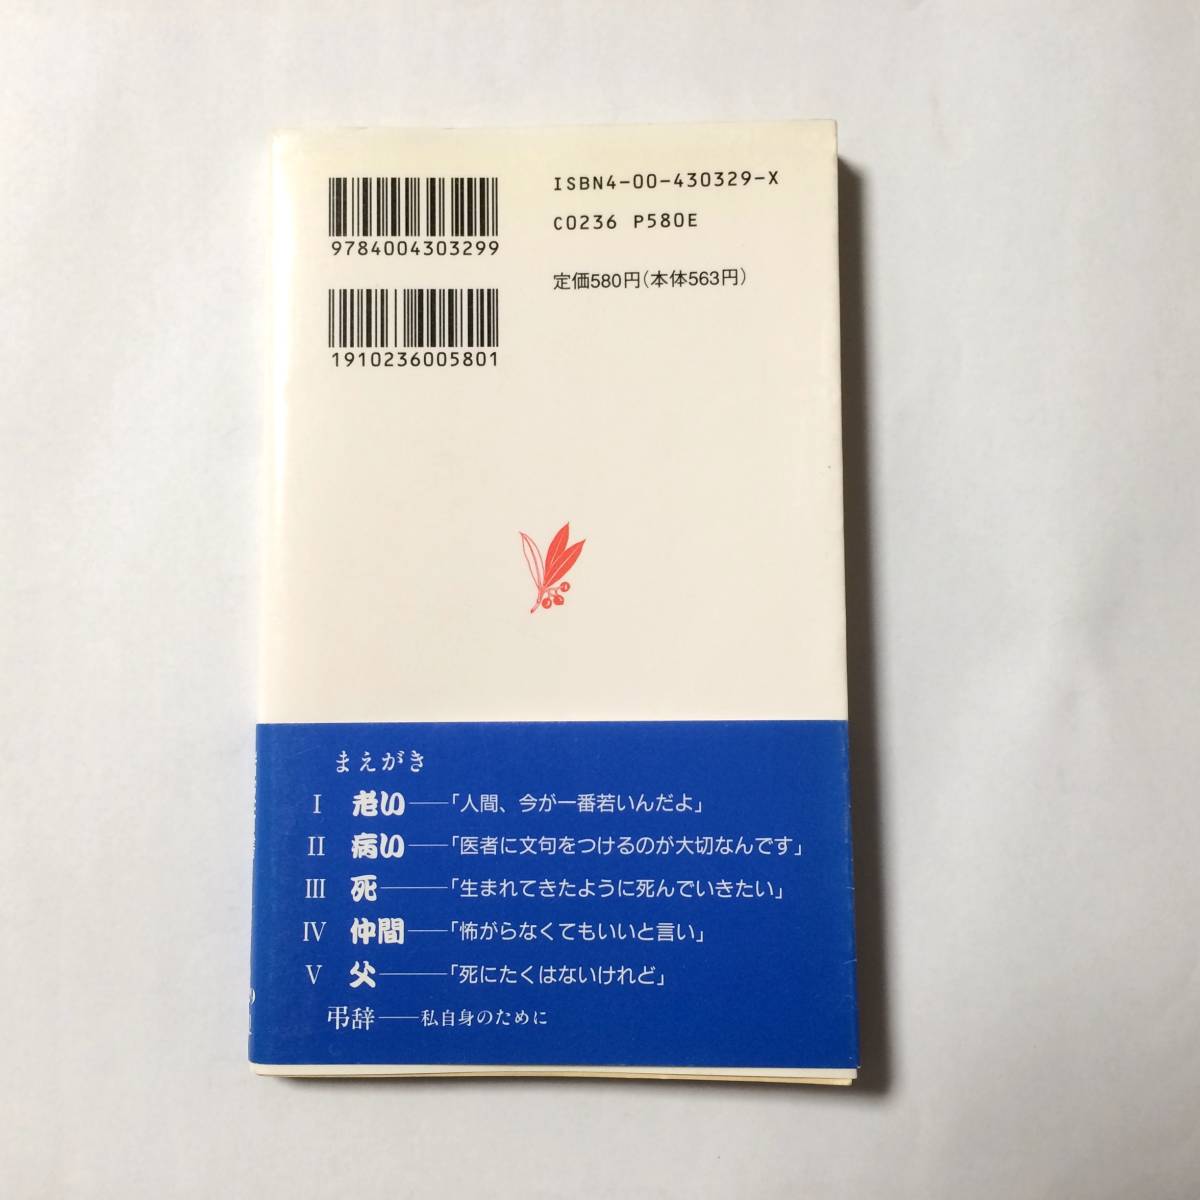 ISBN4-00-430329-X
C0236 P580E
定価580円(本体563円)
9784004303299
1910236005801
まえがき
I 老い――「人間、今が一番若いんだよ」
II 病い――「医者に文句をつけるのが大切なんです」
III 死――「生まれてきたように死んでいきたい」
IV 仲間――「怖がらなくてもいいと言い」
V 父――「死にたくはないけれど」
弔辞――私自身のために